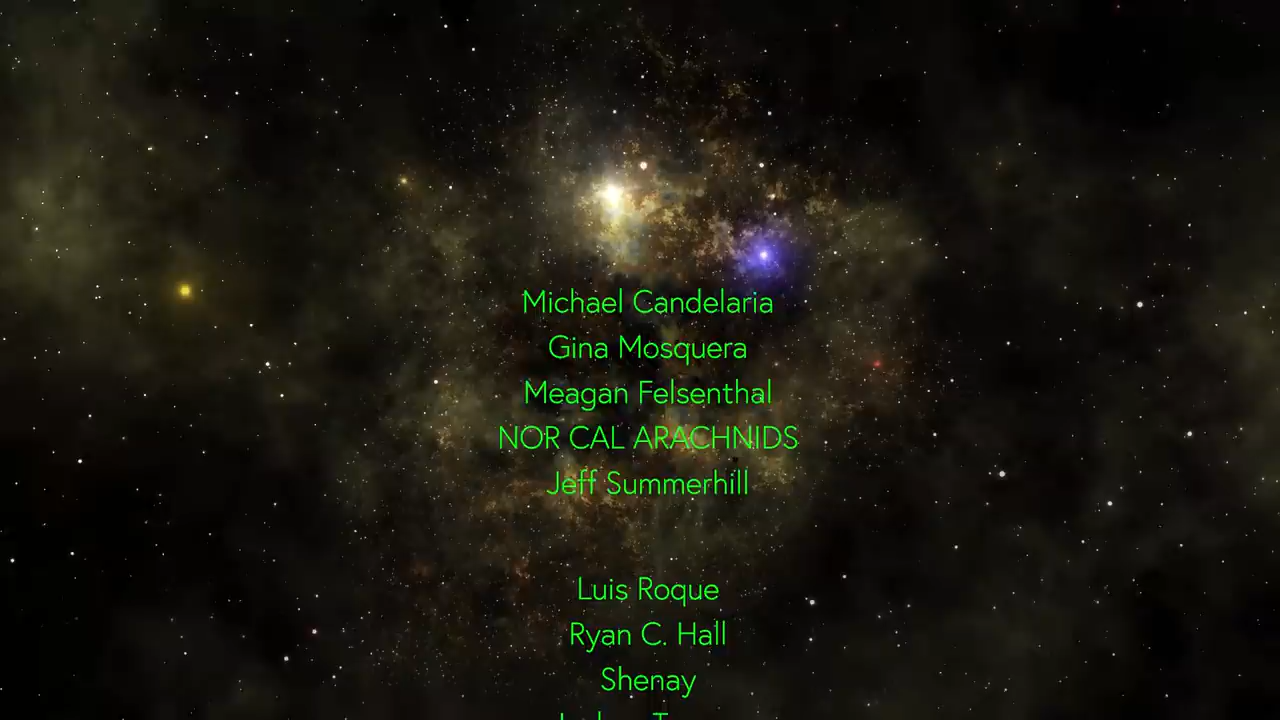 Michael Candelaria
Gina Mosquera
Meagan Felsenthal
NOR CAL ARACHNIDS
Jeff Summerhill
Luis Roque
Ryan C. Hall
Shenay